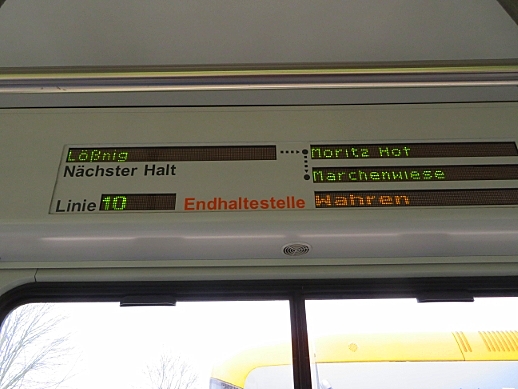 Lößnig
Moritz Hof
Nächster Halt
Märchenwiese
Linie 10
Endhaltestelle
Wahren